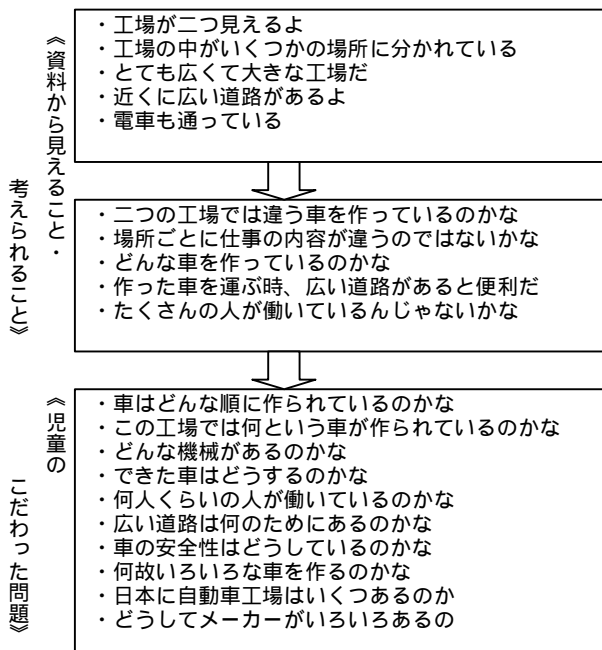 《資料から見えること・
考えられること》
・工場が二つ見えるよ
・工場の中がいくつかの場所に分かれている
・とても広くて大きな工場だ
・近くに広い道路があるよ
・電車も通っている
・二つの工場では違う車を作っているのかな
・場所ごとに仕事の内容が違うのではないかな
・どんな車を作っているのかな
・作った車を運ぶ時、広い道路があると便利だ
・たくさんの人が働いているんじゃないかな
《児童の
こだわった問題》
・車はどんな順に作られているのかな
・この工場では何という車が作られているのかな
・どんな機械があるのかな
・できた車はどうするのかな
・何人くらいの人が働いているのかな
・広い道路は何のためにあるのかな
・車の安全性はどうしているのかな
・何故いろいろな車を作るのかな
・日本に自動車工場はいくつあるのか
・どうしてメーカーがいろいろあるの